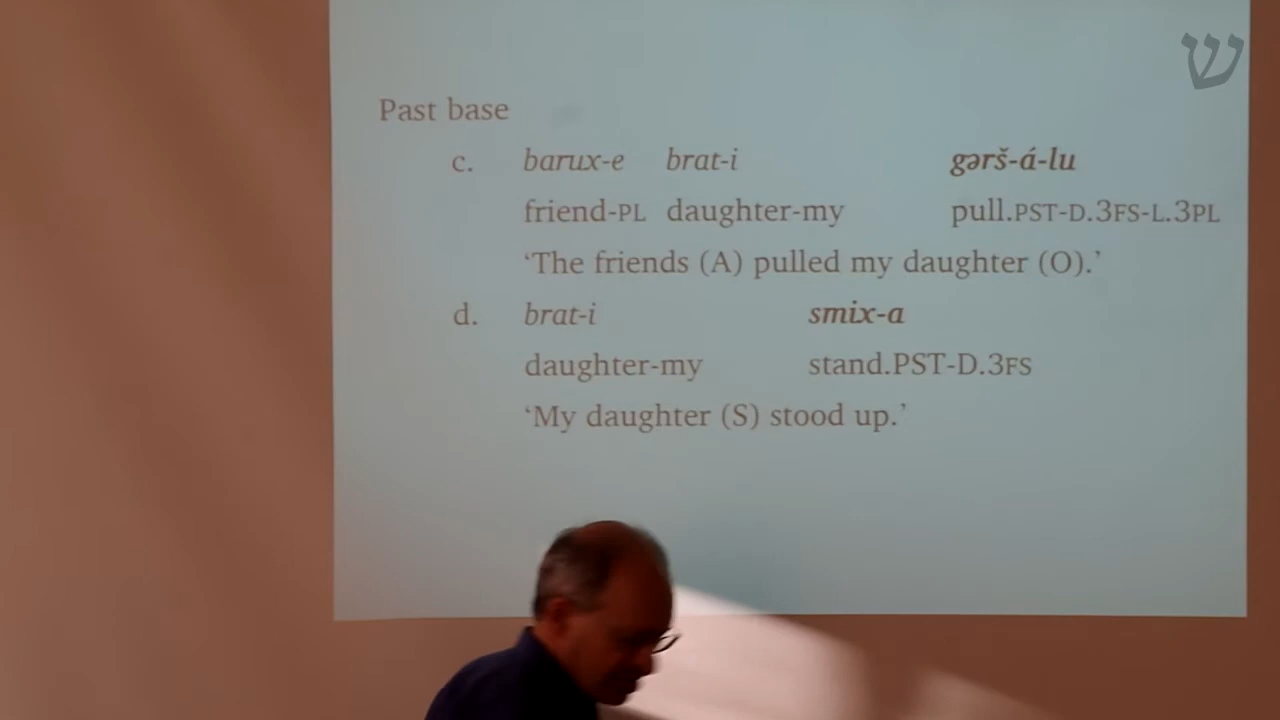 ש
Past base
c. barux-e brat-i gərš-á-lu
friend-PL daughter-my pull.PST-D.3FS-L.3PL
‘The friends (A) pulled my daughter (O).’
d. brat-i smix-a
daughter-my stand.PST-D.3FS
‘My daughter (S) stood up.’